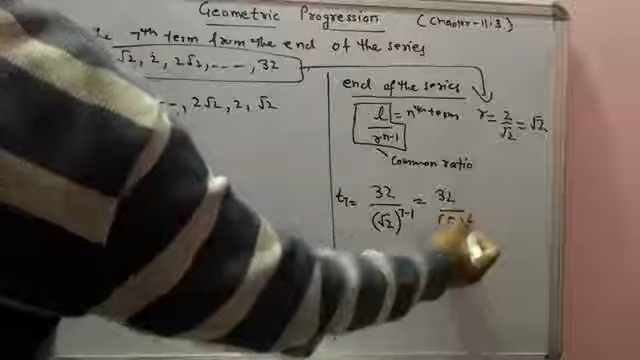 Geometric Progression (Chapter-11.3)
7th term from the end of the series
√2, 2, 2√2, ----, 32
--, 2√2, 2, √2
end of the series
l/r^n-1 = nth term
r = 2/√2 = √2
Common ratio
t7 = 32/(√2)^7-1 = 32/